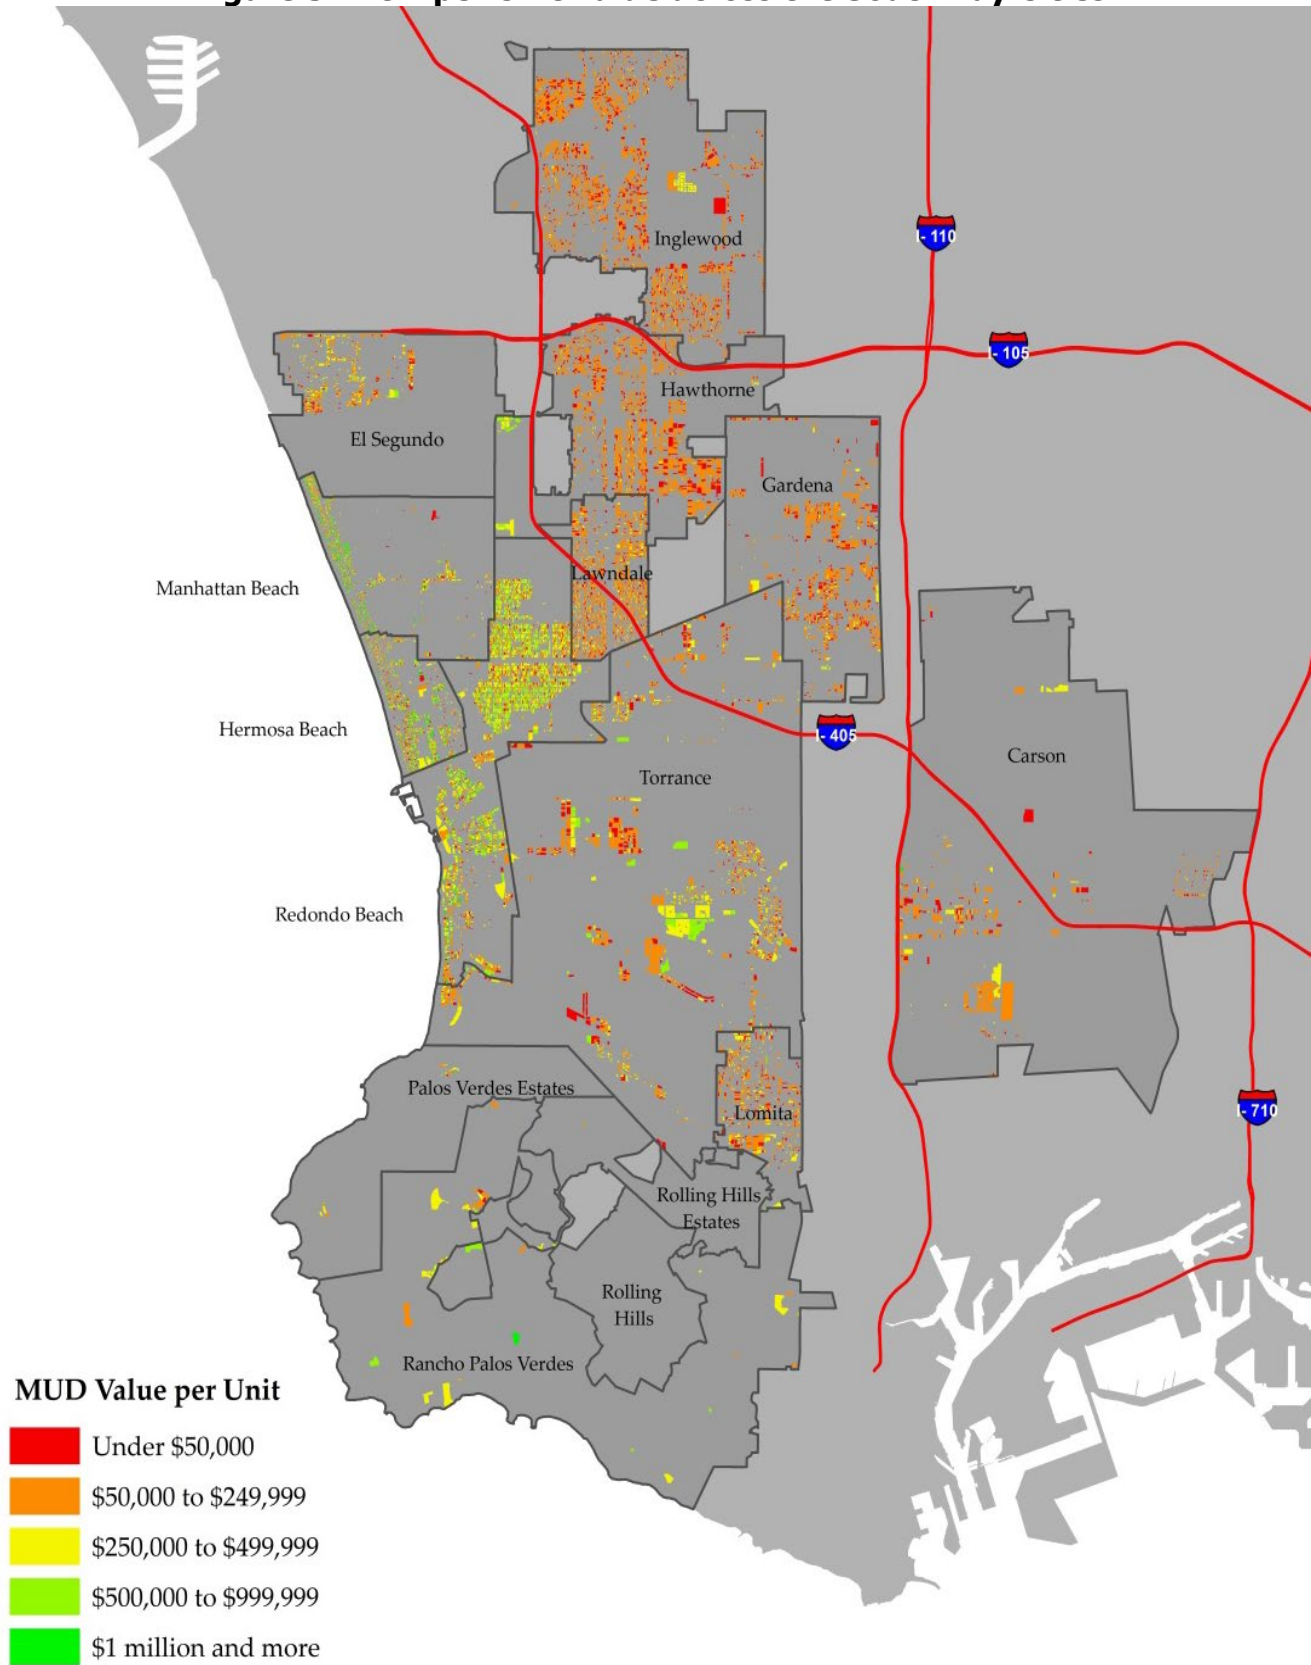 I- 110
Inglewood
I- 105
Hawthorne
El Segundo
Gardena
Lawndale
Manhattan Beach
Hermosa Beach
I- 405
Carson
Torrance
Redondo Beach
Palos Verdes Estates
Lomita
I- 710
Rolling Hills
Estates
Rolling
Hills
Rancho Palos Verdes
MUD Value per Unit
Under $50,000
$50,000 to $249,999
$250,000 to $499,999
$500,000 to $999,999
$1 million and more